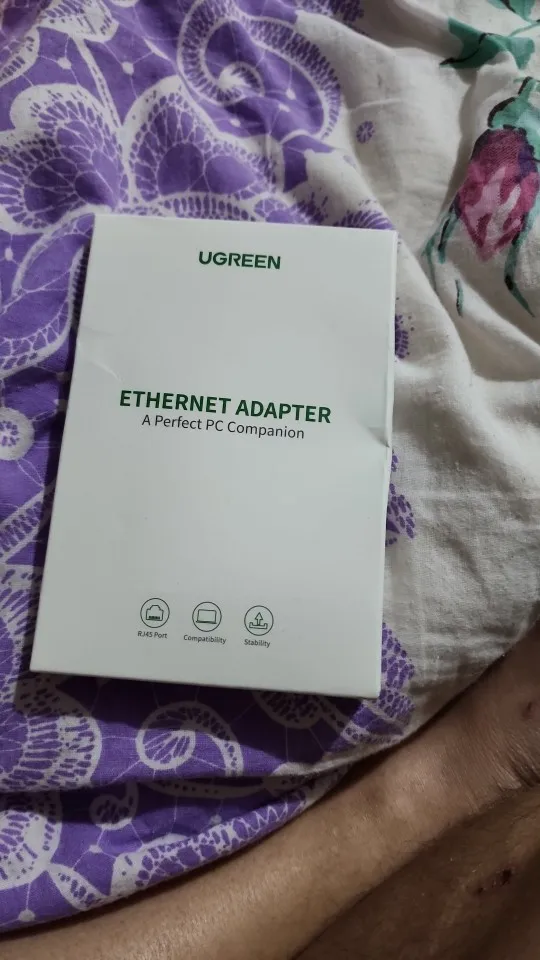 UGREEN
ETHERNET ADAPTER
A Perfect PC Companion
RJ45 Port
Compatibility
Stability